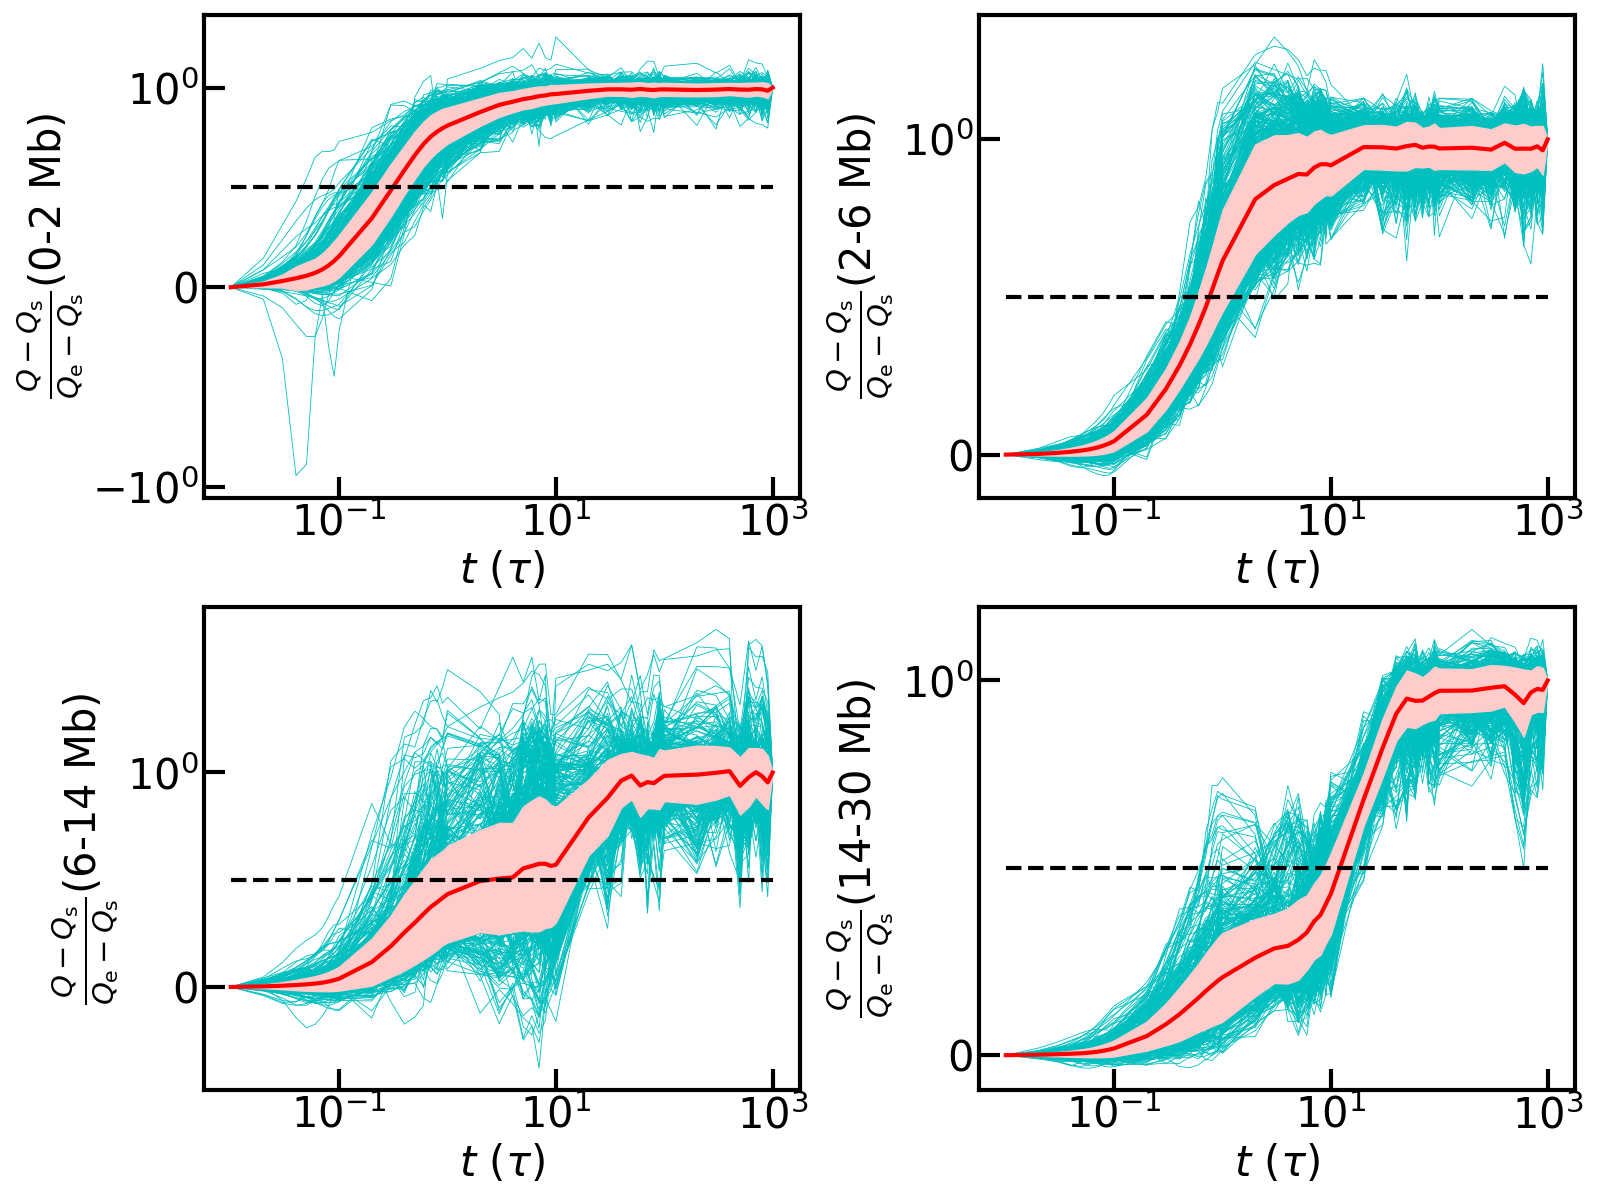 10⁰
0
−10⁰
10⁻¹ 10¹ 10³
t (τ)
Q − Qₛ / Qₑ − Qₛ (0-2 Mb)
10⁰
0
10⁻¹ 10¹ 10³
t (τ)
Q − Qₛ / Qₑ − Qₛ (2-6 Mb)
10⁰
0
10⁻¹ 10¹ 10³
t (τ)
Q − Qₛ / Qₑ − Qₛ (6-14 Mb)
10⁰
0
10⁻¹ 10¹ 10³
t (τ)
Q − Qₛ / Qₑ − Qₛ (14-30 Mb)